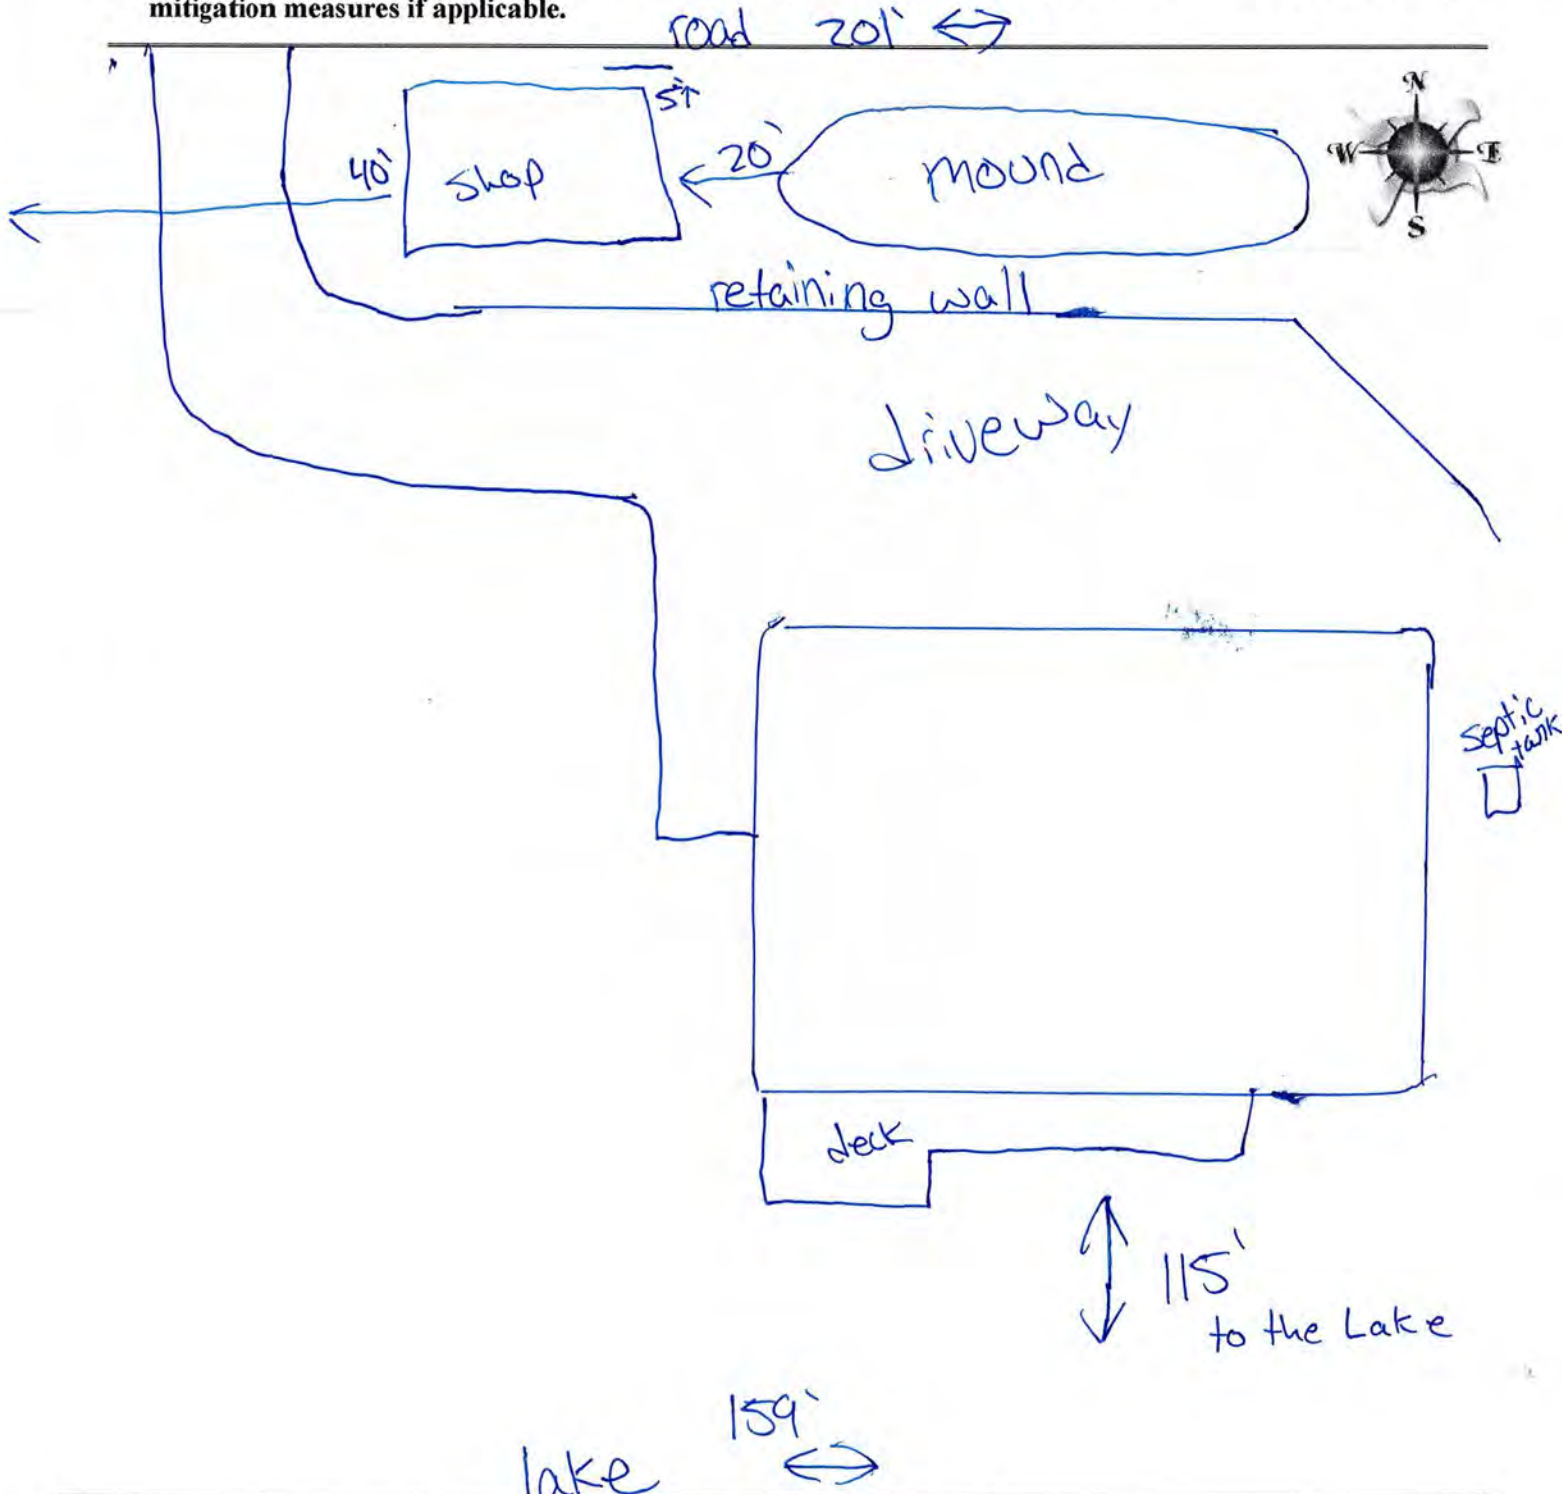 mitigation measures if applicable.
road 201' ↔
5' ↑
N
W E
S
40'
shop
20'
mound
retaining wall
driveway
septic
tank
deck
115'
to the Lake
159'
lake ↔